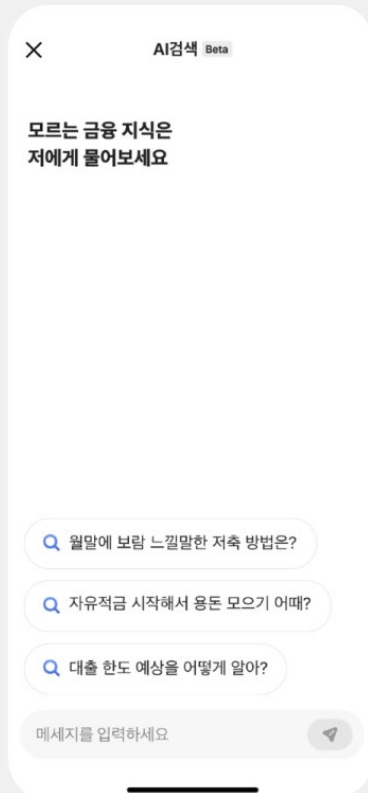 AI검색 Beta
모르는 금융 지식은
저에게 물어보세요
월말에 보람 느낄말한 저축 방법은?
자유적금 시작해서 용돈 모으기 어때?
대출 한도 예상을 어떻게 알아?
메세지를 입력하세요